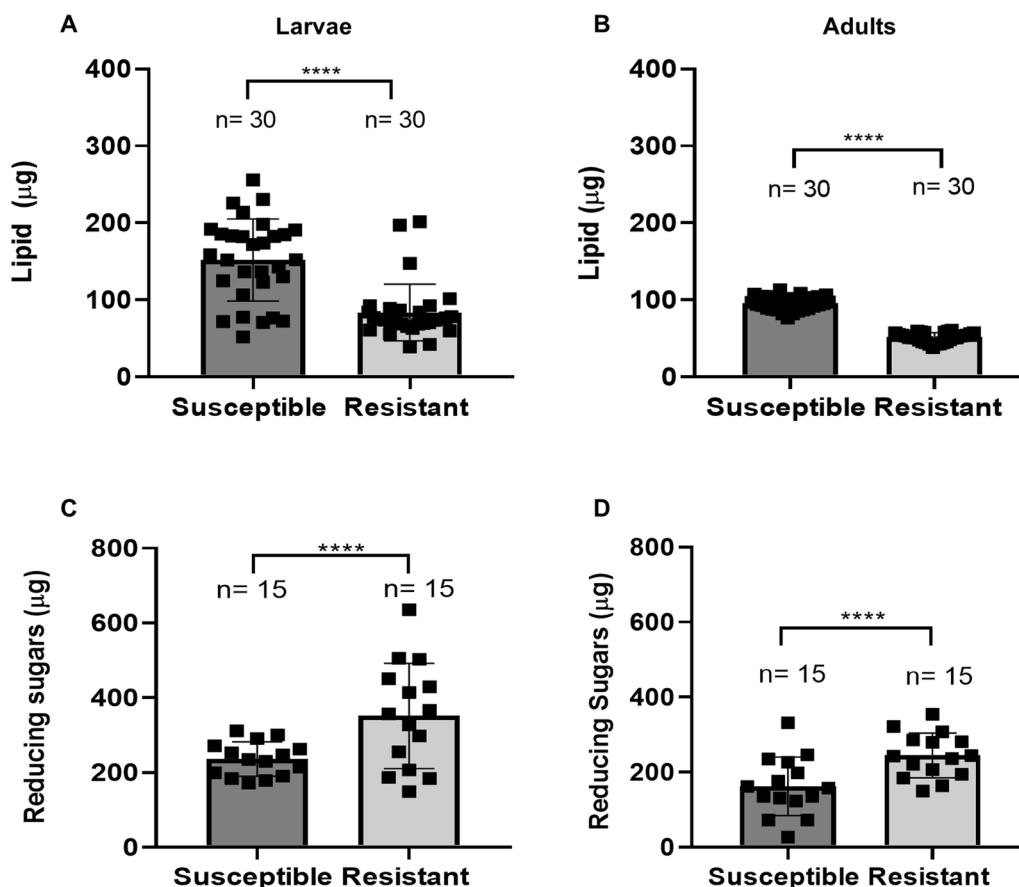 A
Larvae
Lipid (μg)
400
300
200
100
0
****
n= 30
n= 30
Susceptible
Resistant
B
Adults
Lipid (μg)
400
300
200
100
0
****
n= 30
n= 30
Susceptible
Resistant
C
Reducing sugars (μg)
800
600
400
200
0
****
n= 15
n= 15
Susceptible
Resistant
D
Reducing Sugars (μg)
800
600
400
200
0
****
n= 15
n= 15
Susceptible
Resistant